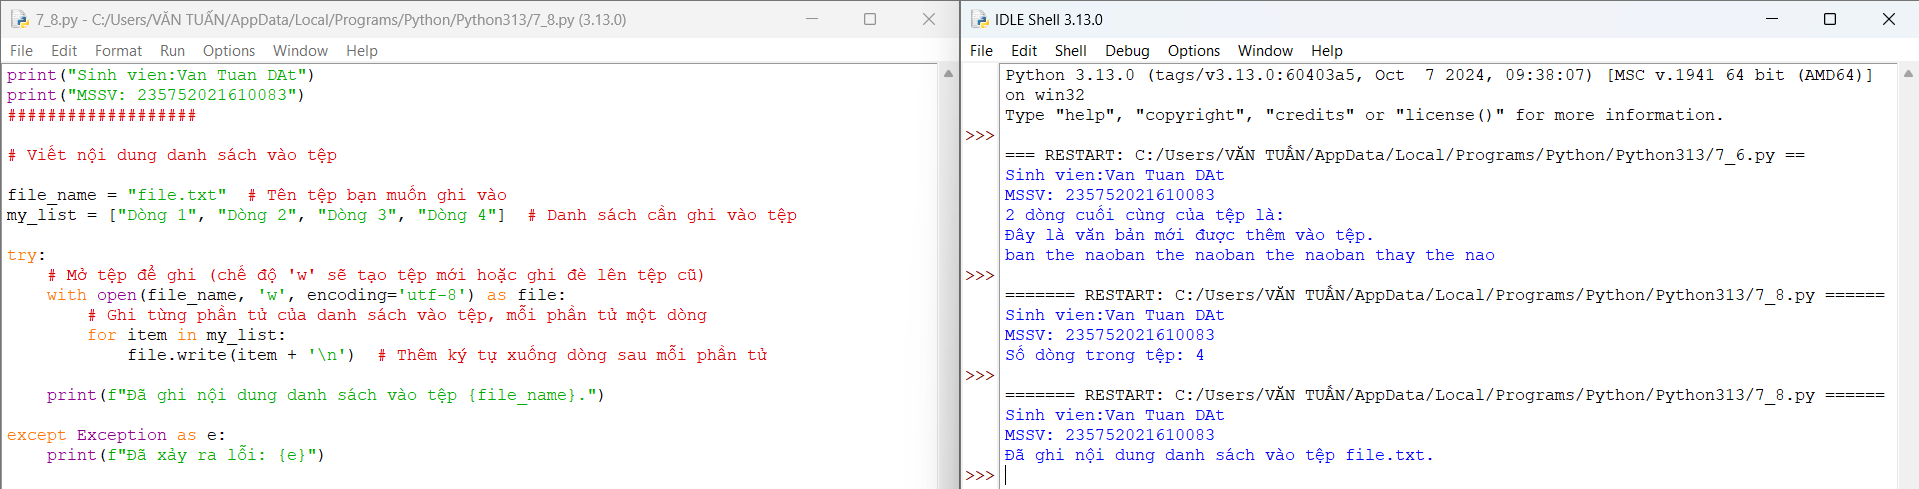 7_8.py - C:/Users/VĂN TUẤN/AppData/Local/Programs/Python/Python313/7_8.py (3.13.0)
File Edit Format Run Options Window Help
print("Sinh vien:Van Tuan DAt")
print("MSSV: 235752021610083")
###################
# Viết nội dung danh sách vào tệp
file_name = "file.txt"  # Tên tệp bạn muốn ghi vào
my_list = ["Dòng 1", "Dòng 2", "Dòng 3", "Dòng 4"]  # Danh sách cần ghi vào tệp
try:
    # Mở tệp để ghi (chế độ 'w' sẽ tạo tệp mới hoặc ghi đè lên tệp cũ)
    with open(file_name, 'w', encoding='utf-8') as file:
        # Ghi từng phần tử của danh sách vào tệp, mỗi phần tử một dòng
        for item in my_list:
            file.write(item + '\n')  # Thêm ký tự xuống dòng sau mỗi phần tử
    print(f"Đã ghi nội dung danh sách vào tệp {file_name}.")
except Exception as e:
    print(f"Đã xảy ra lỗi: {e}")
IDLE Shell 3.13.0
File Edit Shell Debug Options Window Help
Python 3.13.0 (tags/v3.13.0:60403a5, Oct  7 2024, 09:38:07) [MSC v.1941 64 bit (AMD64)]
on win32
Type "help", "copyright", "credits" or "license()" for more information.
>>>
=== RESTART: C:/Users/VĂN TUẤN/AppData/Local/Programs/Python/Python313/7_6.py ==
Sinh vien:Van Tuan DAt
MSSV: 235752021610083
2 dòng cuối cùng của tệp là:
Đây là văn bản mới được thêm vào tệp.
ban the naoban the naoban the naoban thay the nao
>>>
======= RESTART: C:/Users/VĂN TUẤN/AppData/Local/Programs/Python/Python313/7_8.py ======
Sinh vien:Van Tuan DAt
MSSV: 235752021610083
Số dòng trong tệp: 4
>>>
======= RESTART: C:/Users/VĂN TUẤN/AppData/Local/Programs/Python/Python313/7_8.py ======
Sinh vien:Van Tuan DAt
MSSV: 235752021610083
Đã ghi nội dung danh sách vào tệp file.txt.
>>>